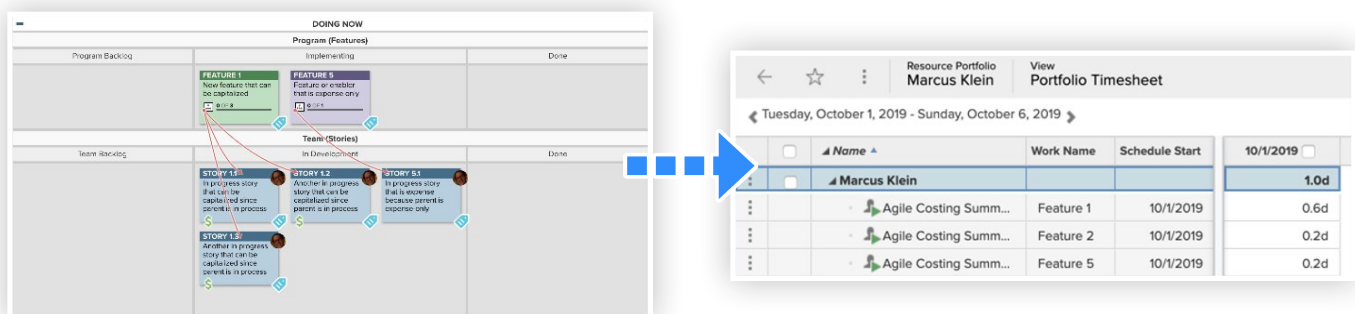 DOING NOW
Program (Features)
Program Backlog
Implementing
Done
FEATURE 1
New feature that can
be capitalized
0 OF 3
FEATURE 5
Feature or enabler
that is expense only
0 OF 1
Team (Stories)
Team Backlog
In Development
Done
STORY 1.1
In progress story
that can be
capitalized since
parent is in process
STORY 1.2
Another in progress
story that can be
capitalized since
parent is in process
STORY 5.1
In progress story
that is expense
because parent is
expense-only
STORY 1.3
Another in progress
story that can be
capitalized since
parent is in process
Resource Portfolio
Marcus Klein
View
Portfolio Timesheet
Tuesday, October 1, 2019 - Sunday, October 6, 2019
Name Work Name Schedule Start 10/1/2019
Marcus Klein 1.0d
Agile Costing Summ... Feature 1 10/1/2019 0.6d
Agile Costing Summ... Feature 2 10/1/2019 0.2d
Agile Costing Summ... Feature 5 10/1/2019 0.2d